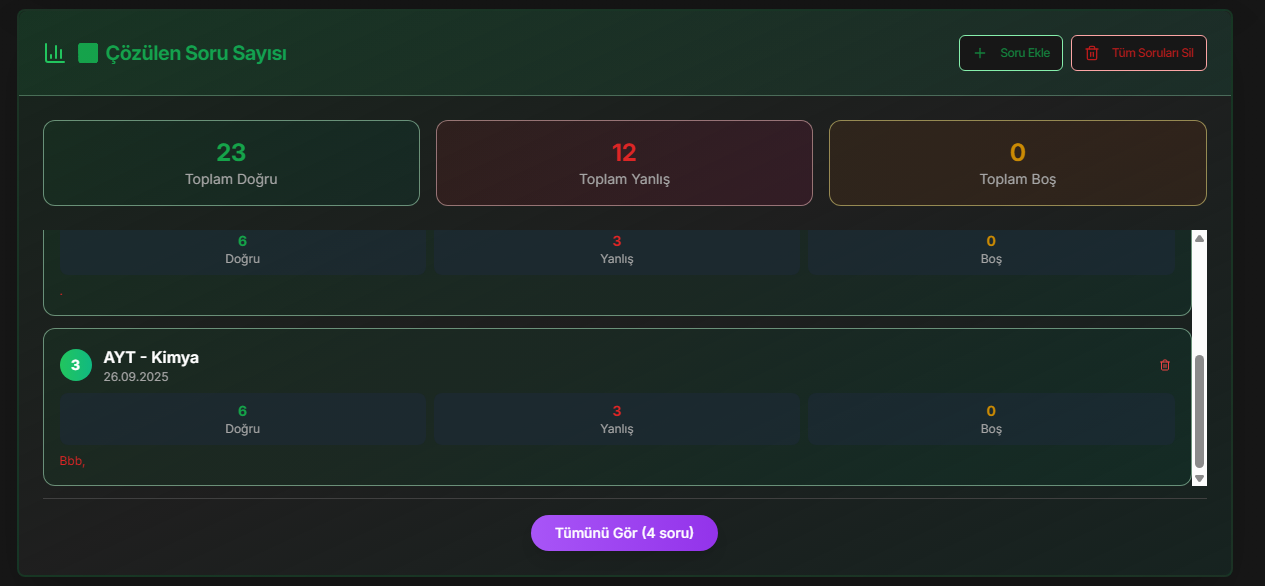 Çözülen Soru Sayısı
Soru Ekle
Tüm Soruları Sil
23
Toplam Doğru
12
Toplam Yanlış
0
Toplam Boş
6
Doğru
3
Yanlış
0
Boş
.
3
AYT - Kimya
26.09.2025
6
Doğru
3
Yanlış
0
Boş
Bbb,
Tümünü Gör (4 soru)